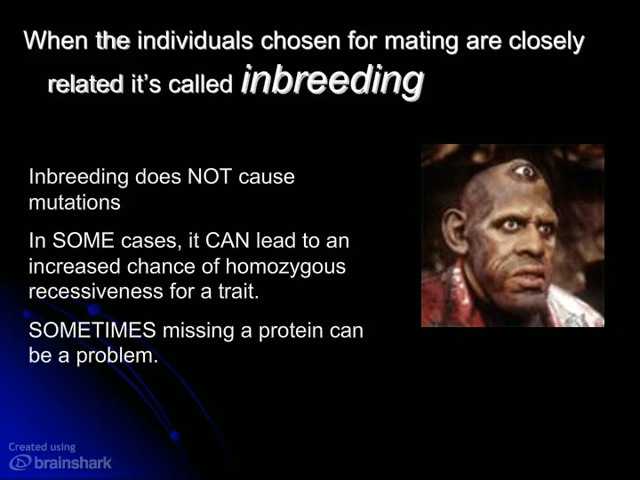 When the individuals chosen for mating are closely
related it's called inbreeding
Inbreeding does NOT cause
mutations
In SOME cases, it CAN lead to an
increased chance of homozygous
recessiveness for a trait.
SOMETIMES missing a protein can
be a problem.
Created using
brainshark